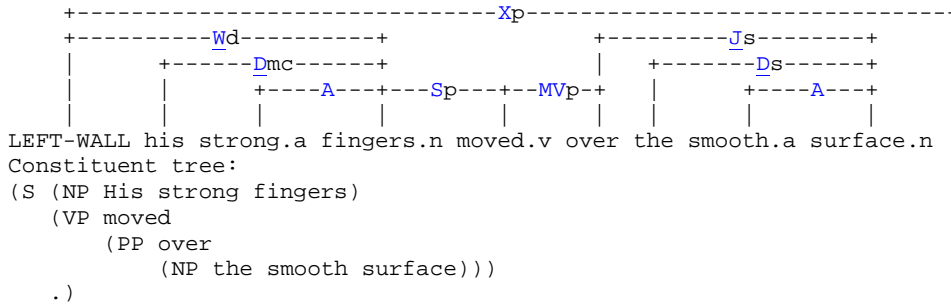 +----------------------------------Xp----------------------------------
+-----------Wd-----------+                 +----------Js---------+
|       +------Dmc------+                  |    +-------Ds------+
|       |       +----A---+---Sp---+--MVp-+ |       +----A---+
|       |       |        |        |      | |       |        |
LEFT-WALL his strong.a fingers.n moved.v over the smooth.a surface.n
Constituent tree:
(S (NP His strong fingers)
   (VP moved
       (PP over
           (NP the smooth surface)))
   .)